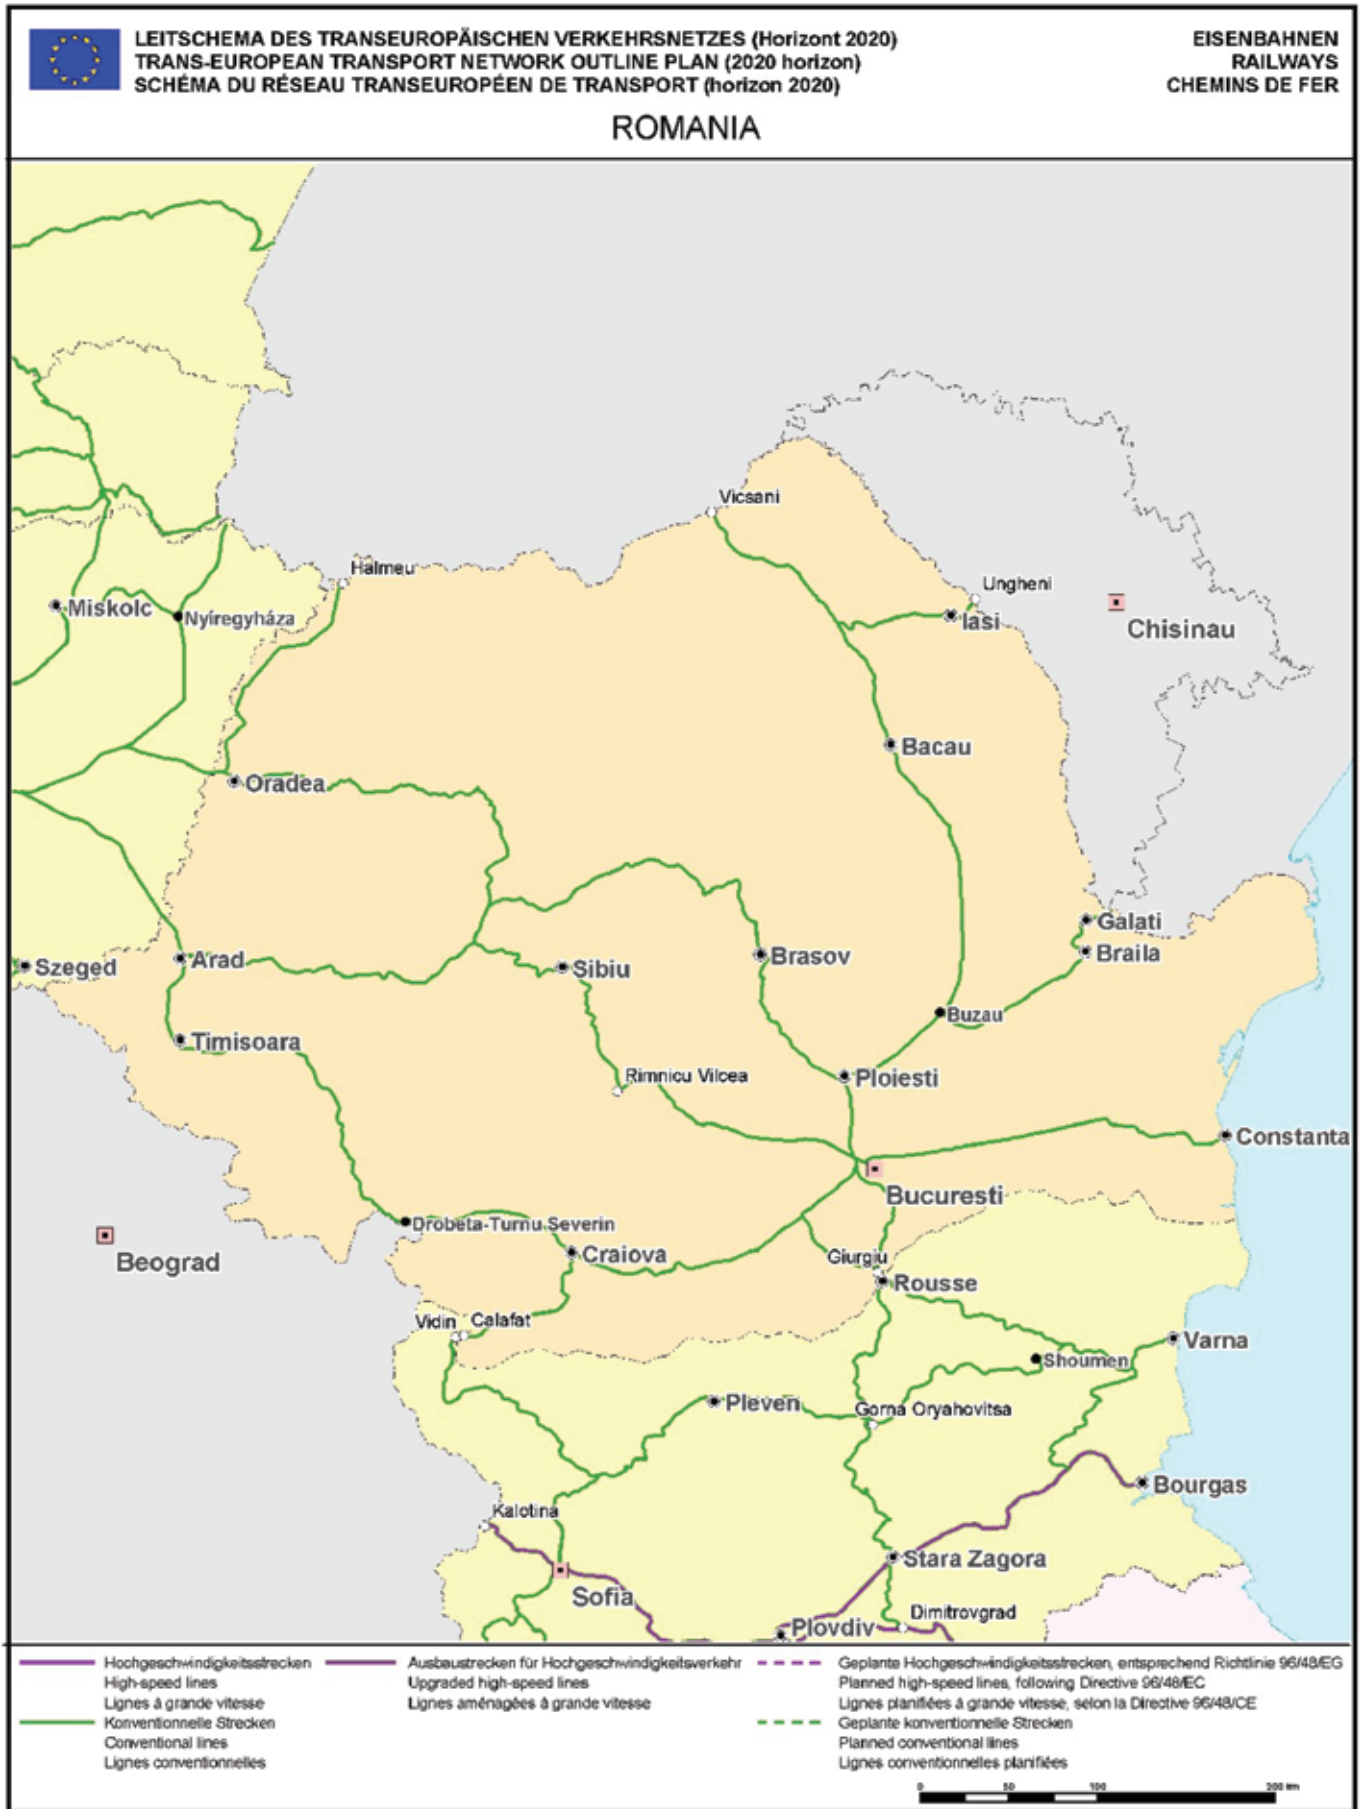 LEITSCHEMA DES TRANSEUROPÄISCHEN VERKEHRSNETZES (Horizont 2020)
TRANS-EUROPEAN TRANSPORT NETWORK OUTLINE PLAN (2020 horizon)
SCHÉMA DU RÉSEAU TRANSEUROPÉEN DE TRANSPORT (horizon 2020)
EISENBAHNEN
RAILWAYS
CHEMINS DE FER
ROMANIA
Vicsani
Halmeu
Ungheni
Miskolc
Nyíregyháza
Iasi
Chisinau
Bacau
Oradea
Galati
Braila
Szeged
Arad
Sibiu
Brasov
Buzau
Timisoara
Rimnicu Vilcea
Ploiesti
Constanta
Bucuresti
Drobeta-Turnu Severin
Beograd
Craiova
Giurgiu
Rousse
Vidin
Calafat
Varna
Shoumen
Pleven
Gorna Oryahovitsa
Bourgas
Kalotina
Stara Zagora
Sofia
Dimitrovgrad
Plovdiv
Hochgeschwindigkeitsstrecken
High-speed lines
Lignes à grande vitesse
Konventionnelle Strecken
Conventional lines
Lignes conventionnelles
Ausbaustrecken für Hochgeschwindigkeitsverkehr
Upgraded high-speed lines
Lignes aménagées à grande vitesse
Geplante Hochgeschwindigkeitsstrecken, entsprechend Richtlinie 96/48/EG
Planned high-speed lines, following Directive 96/48/EC
Lignes planifiées à grande vitesse, selon la Directive 96/48/CE
Geplante konventionelle Strecken
Planned conventional lines
Lignes conventionnelles planifiées
0 50 100 200 km